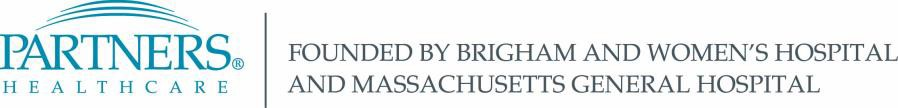 PARTNERS®
HEALTHCARE
FOUNDED BY BRIGHAM AND WOMEN’S HOSPITAL
AND MASSACHUSETTS GENERAL HOSPITAL